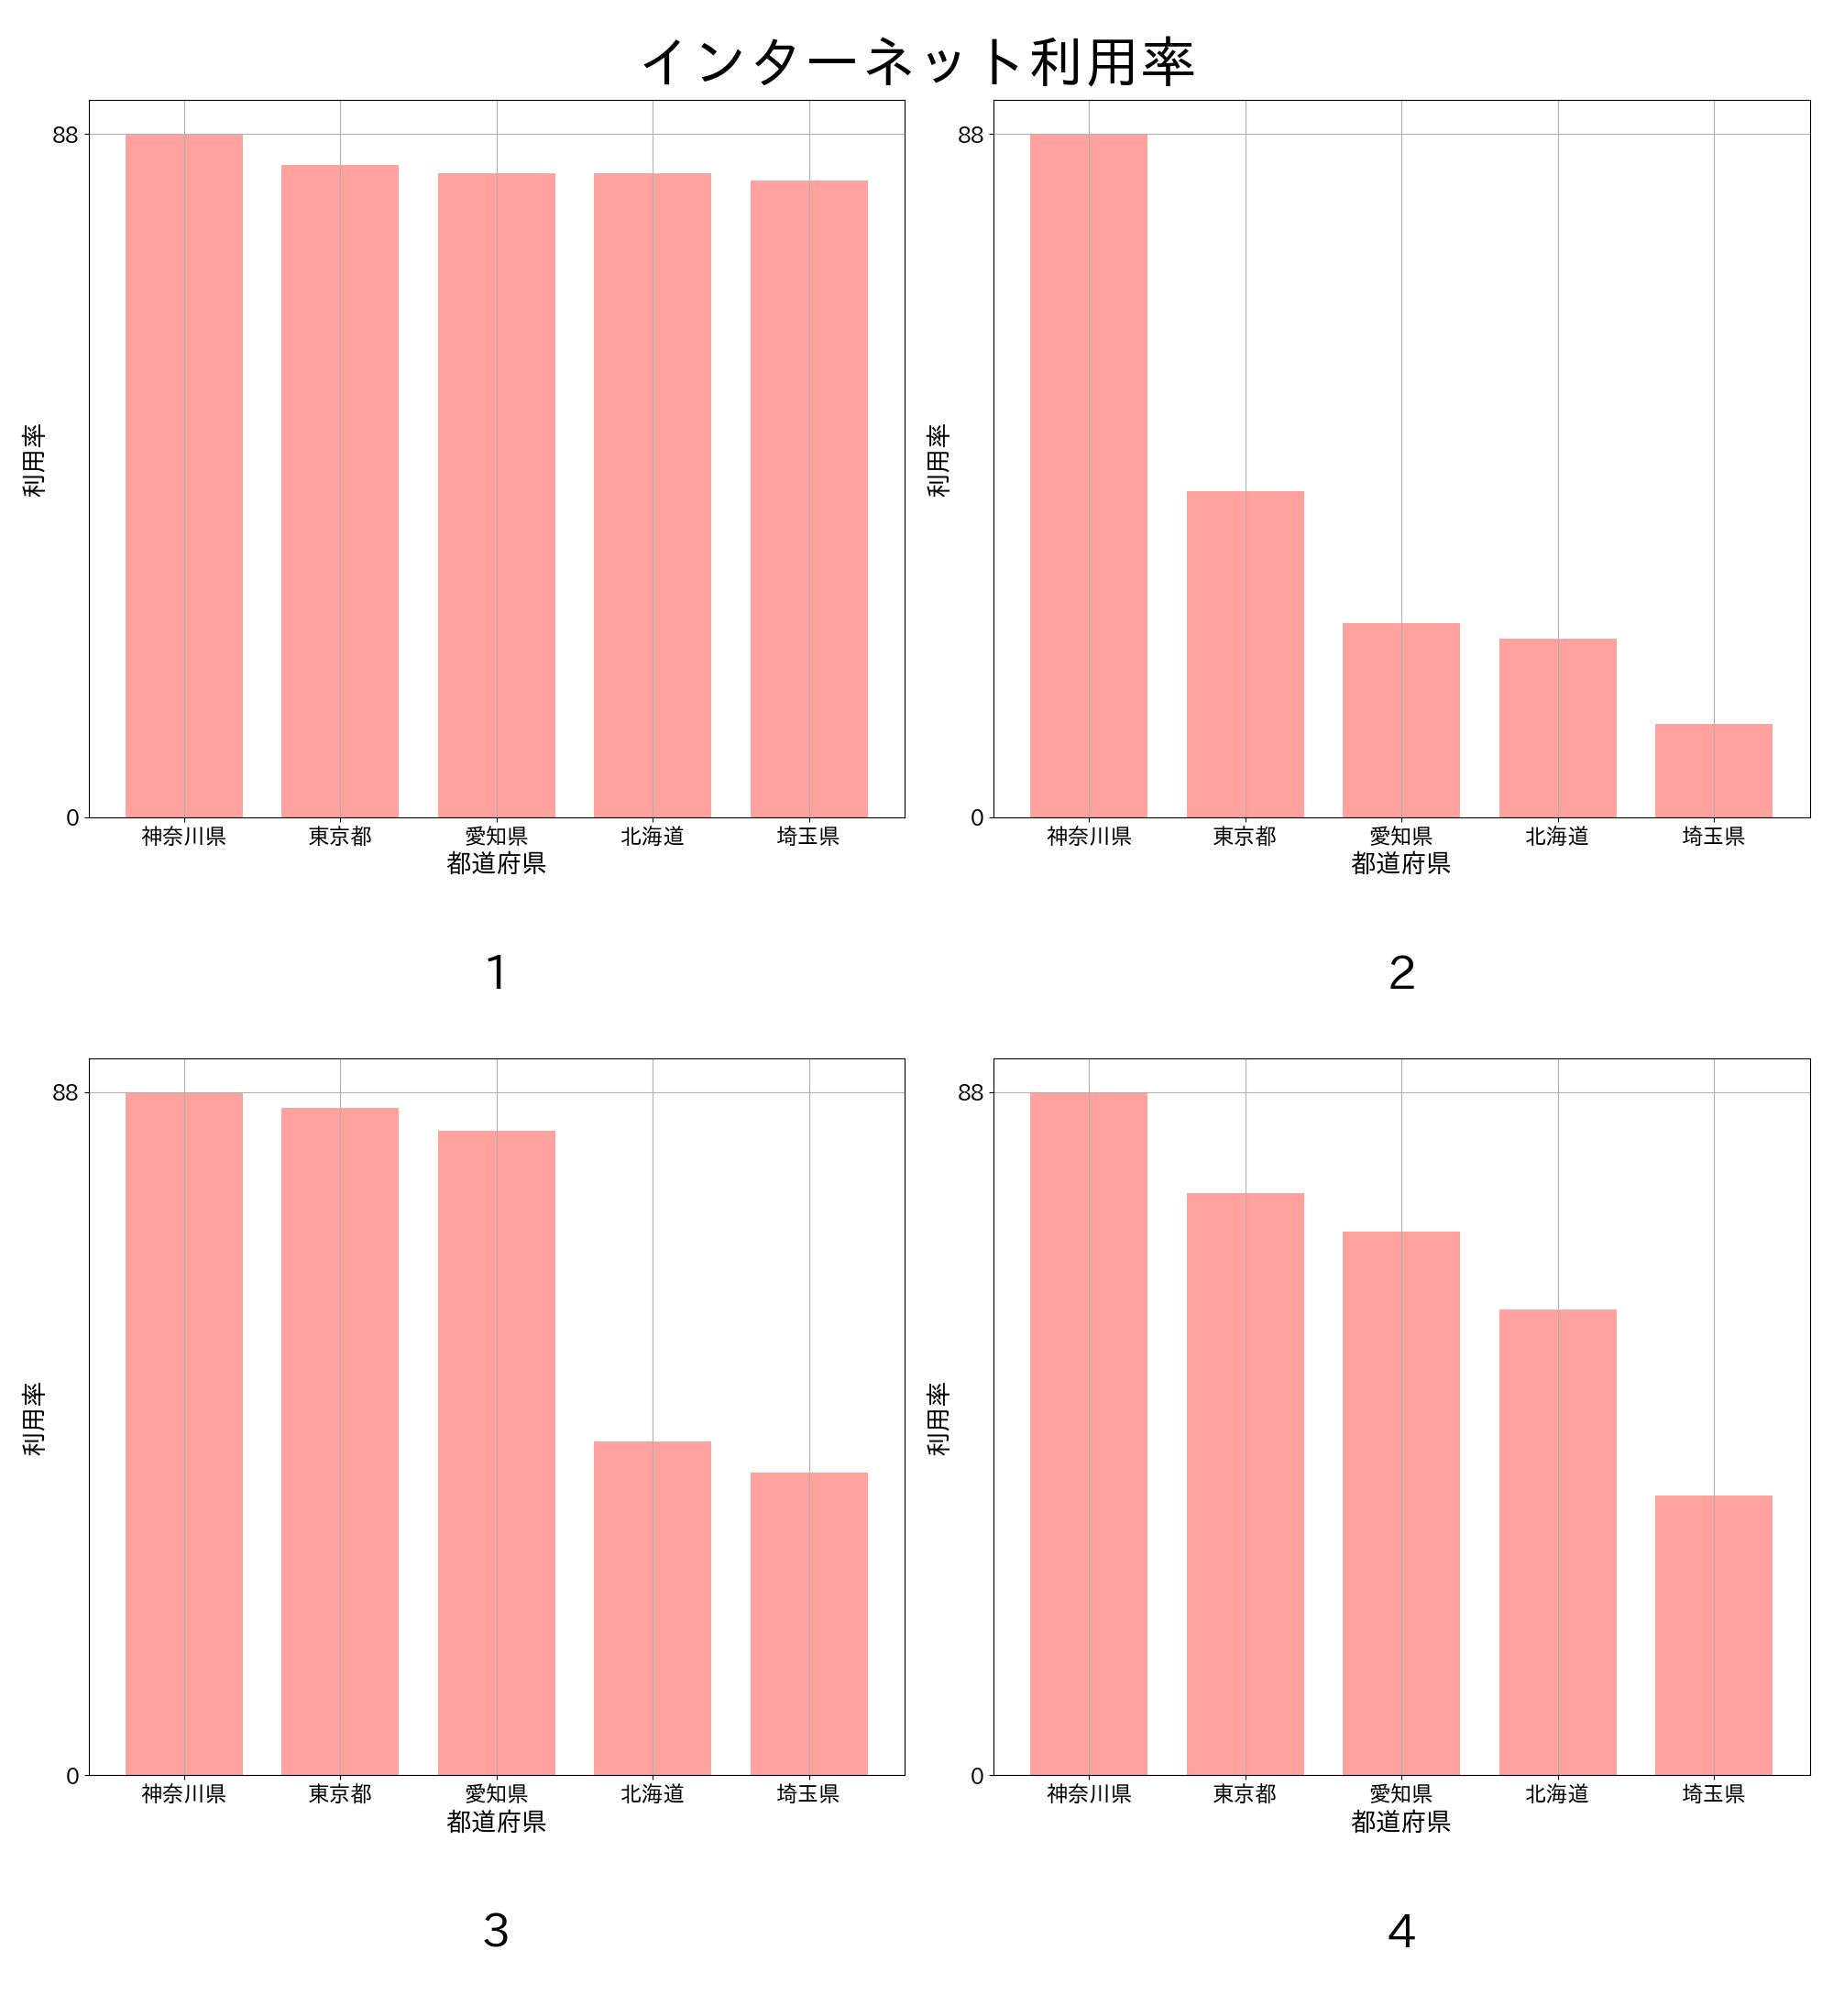 インターネット利用率
88
利用率
0
神奈川県 東京都 愛知県 北海道 埼玉県
都道府県
1
88
利用率
0
神奈川県 東京都 愛知県 北海道 埼玉県
都道府県
2
88
利用率
0
神奈川県 東京都 愛知県 北海道 埼玉県
都道府県
3
88
利用率
0
神奈川県 東京都 愛知県 北海道 埼玉県
都道府県
4